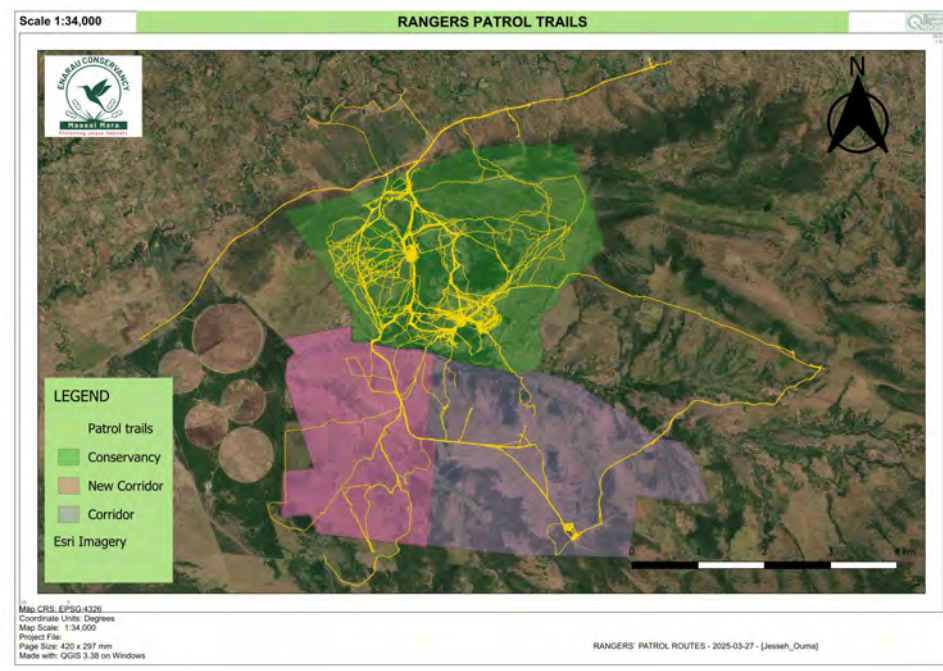 Scale 1:34,000
RANGERS PATROL TRAILS
ENARAU CONSERVANCY
Maasai Mara
Protecting unique habitats
N
LEGEND
Patrol trails
Conservancy
New Corridor
Corridor
Esri Imagery
0 1 2 3 4 km
Map CRS: EPSG:4326
Coordinate Units: Degrees
Map Scale: 1:34,000
Project File:
Page Size: 420 x 297 mm
Made with: QGIS 3.38 on Windows
RANGERS' PATROL ROUTES - 2025-03-27 - [Jesseh_Ouma]